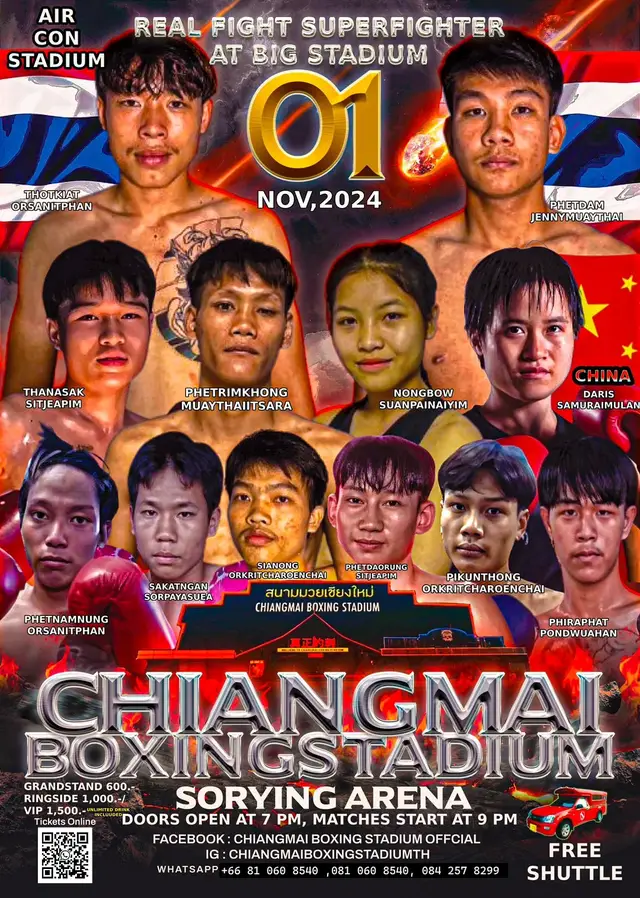 AIR
CON
STADIUM
REAL FIGHT SUPERFIGHTER
AT BIG STADIUM
01
NOV,2024
THOTKIAT
ORSANITPHAN
PHETDAM
JENNYMUAYTHAI
THANASAK
SITJEAPIM
PHETRIMKHONG
MUAYTHAIITSARA
NONGBOW
SUANPAINAIYIM
CHINA
DARIS
SAMURAIMULAN
PHETNAMNUNG
ORSANITPHAN
SAKATNGAN
SORPAYASUEA
SIANONG
ORKRITCHAROENCHAI
PHETDAORUNG
SITJEAPIM
PIKUNTHONG
ORKRITCHAROENCHAI
PHIRAPHAT
PONDWUAHAN
สนามมวยเชียงใหม่
CHIANGMAI BOXING STADIUM
CHIANGMAI
BOXINGSTADIUM
GRANDSTAND 600.-
RINGSIDE 1,000.-/
VIP 1,500.- UNLIMITED DRINK
INCLUUDED
Tickets Online
SORYING ARENA
DOORS OPEN AT 7 PM, MATCHES START AT 9 PM
FACEBOOK : CHIANGMAI BOXING STADIUM OFFCIAL
IG : CHIANGMAIBOXINGSTADIUMTH
WHATSAPP +66 81 060 8540 ,081 060 8540, 084 257 8299
FREE
SHUTTLE